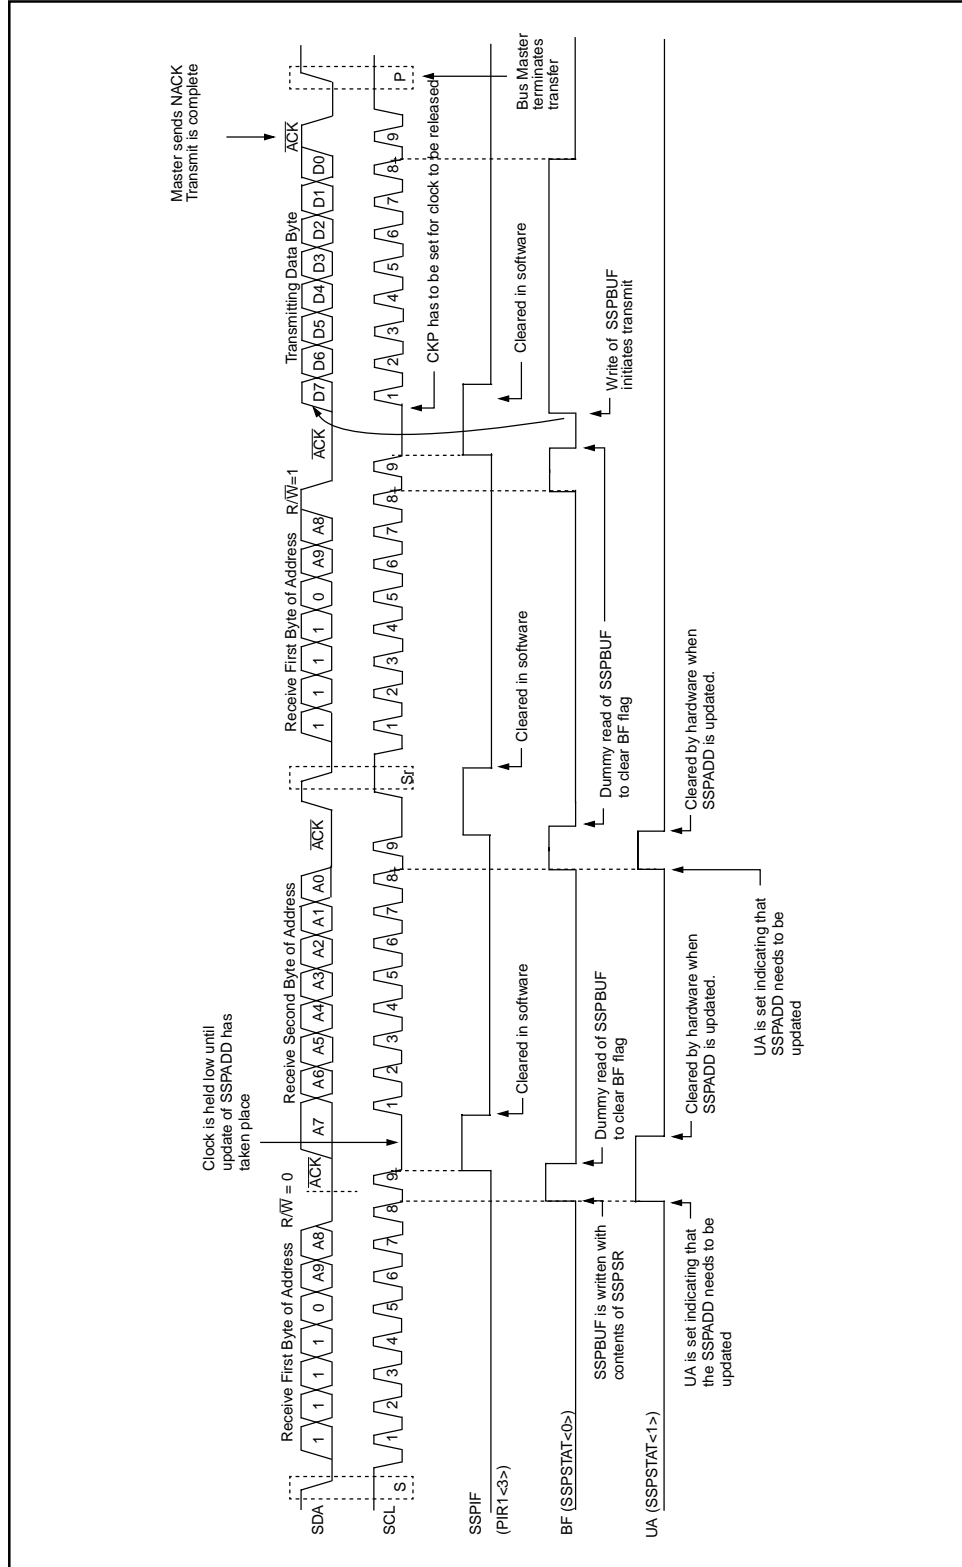 Master sends NACK
Transmit is complete
Clock is held low until
update of SSPADD has
taken place
Receive First Byte of Address R/W = 0
Receive Second Byte of Address
Receive First Byte of Address R/W=1
Transmitting Data Byte
SDA
1 1 1 1 0 A9 A8 ACK A7 A6 A5 A4 A3 A2 A1 A0 ACK 1 1 1 1 0 A9 A8 ACK D7 D6 D5 D4 D3 D2 D1 D0 ACK
SCL
S 1 2 3 4 5 6 7 8 9 1 2 3 4 5 6 7 8 9 Sr 1 2 3 4 5 6 7 8 9 1 2 3 4 5 6 7 8 9 P
CKP has to be set for clock to be released
Bus Master
terminates
transfer
SSPIF
(PIR1<3>)
Cleared in software
Cleared in software
Cleared in software
BF (SSPSTAT<0>)
SSPBUF is written with
contents of SSPSR
Dummy read of SSPBUF
to clear BF flag
Dummy read of SSPBUF
to clear BF flag
Write of SSPBUF
initiates transmit
UA (SSPSTAT<1>)
UA is set indicating that
the SSPADD needs to be
updated
Cleared by hardware when
SSPADD is updated.
UA is set indicating that
SSPADD needs to be
updated
Cleared by hardware when
SSPADD is updated.